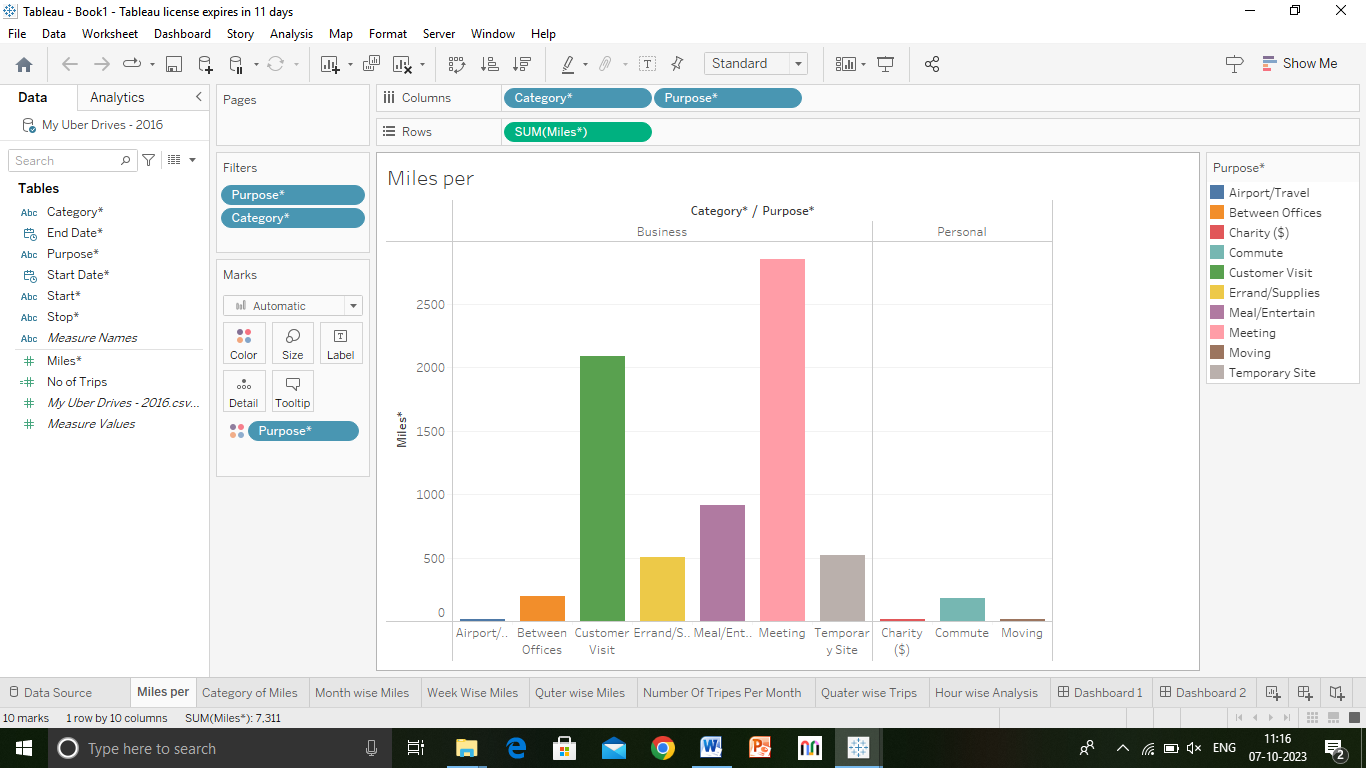 Tableau - Book1 - Tableau license expires in 11 days
File Data Worksheet Dashboard Story Analysis Map Format Server Window Help
Standard
Show Me
Data Analytics
My Uber Drives - 2016
Search
Tables
Abc Category*
End Date*
Abc Purpose*
Start Date*
Abc Start*
Abc Stop*
Abc Measure Names
# Miles*
=# No of Trips
# My Uber Drives - 2016.csv...
# Measure Values
Pages
Filters
Purpose*
Category*
Marks
Automatic
Color Size Label
Detail Tooltip
Purpose*
Columns Category* Purpose*
Rows SUM(Miles*)
Miles per
Category* / Purpose*
Business Personal
Miles*
2500
2000
1500
1000
500
0
Airport/.. Between Customer Errand/S.. Meal/Ent.. Meeting Temporar Charity Commute Moving
Offices Visit y Site ($)
Purpose*
Airport/Travel
Between Offices
Charity ($)
Commute
Customer Visit
Errand/Supplies
Meal/Entertain
Meeting
Moving
Temporary Site
Data Source Miles per Category of Miles Month wise Miles Week Wise Miles Quter wise Miles Number Of Tripes Per Month Quater wise Trips Hour wise Analysis Dashboard 1 Dashboard 2
10 marks 1 row by 10 columns SUM(Miles*): 7,311
Type here to search
ENG
11:16
07-10-2023
2